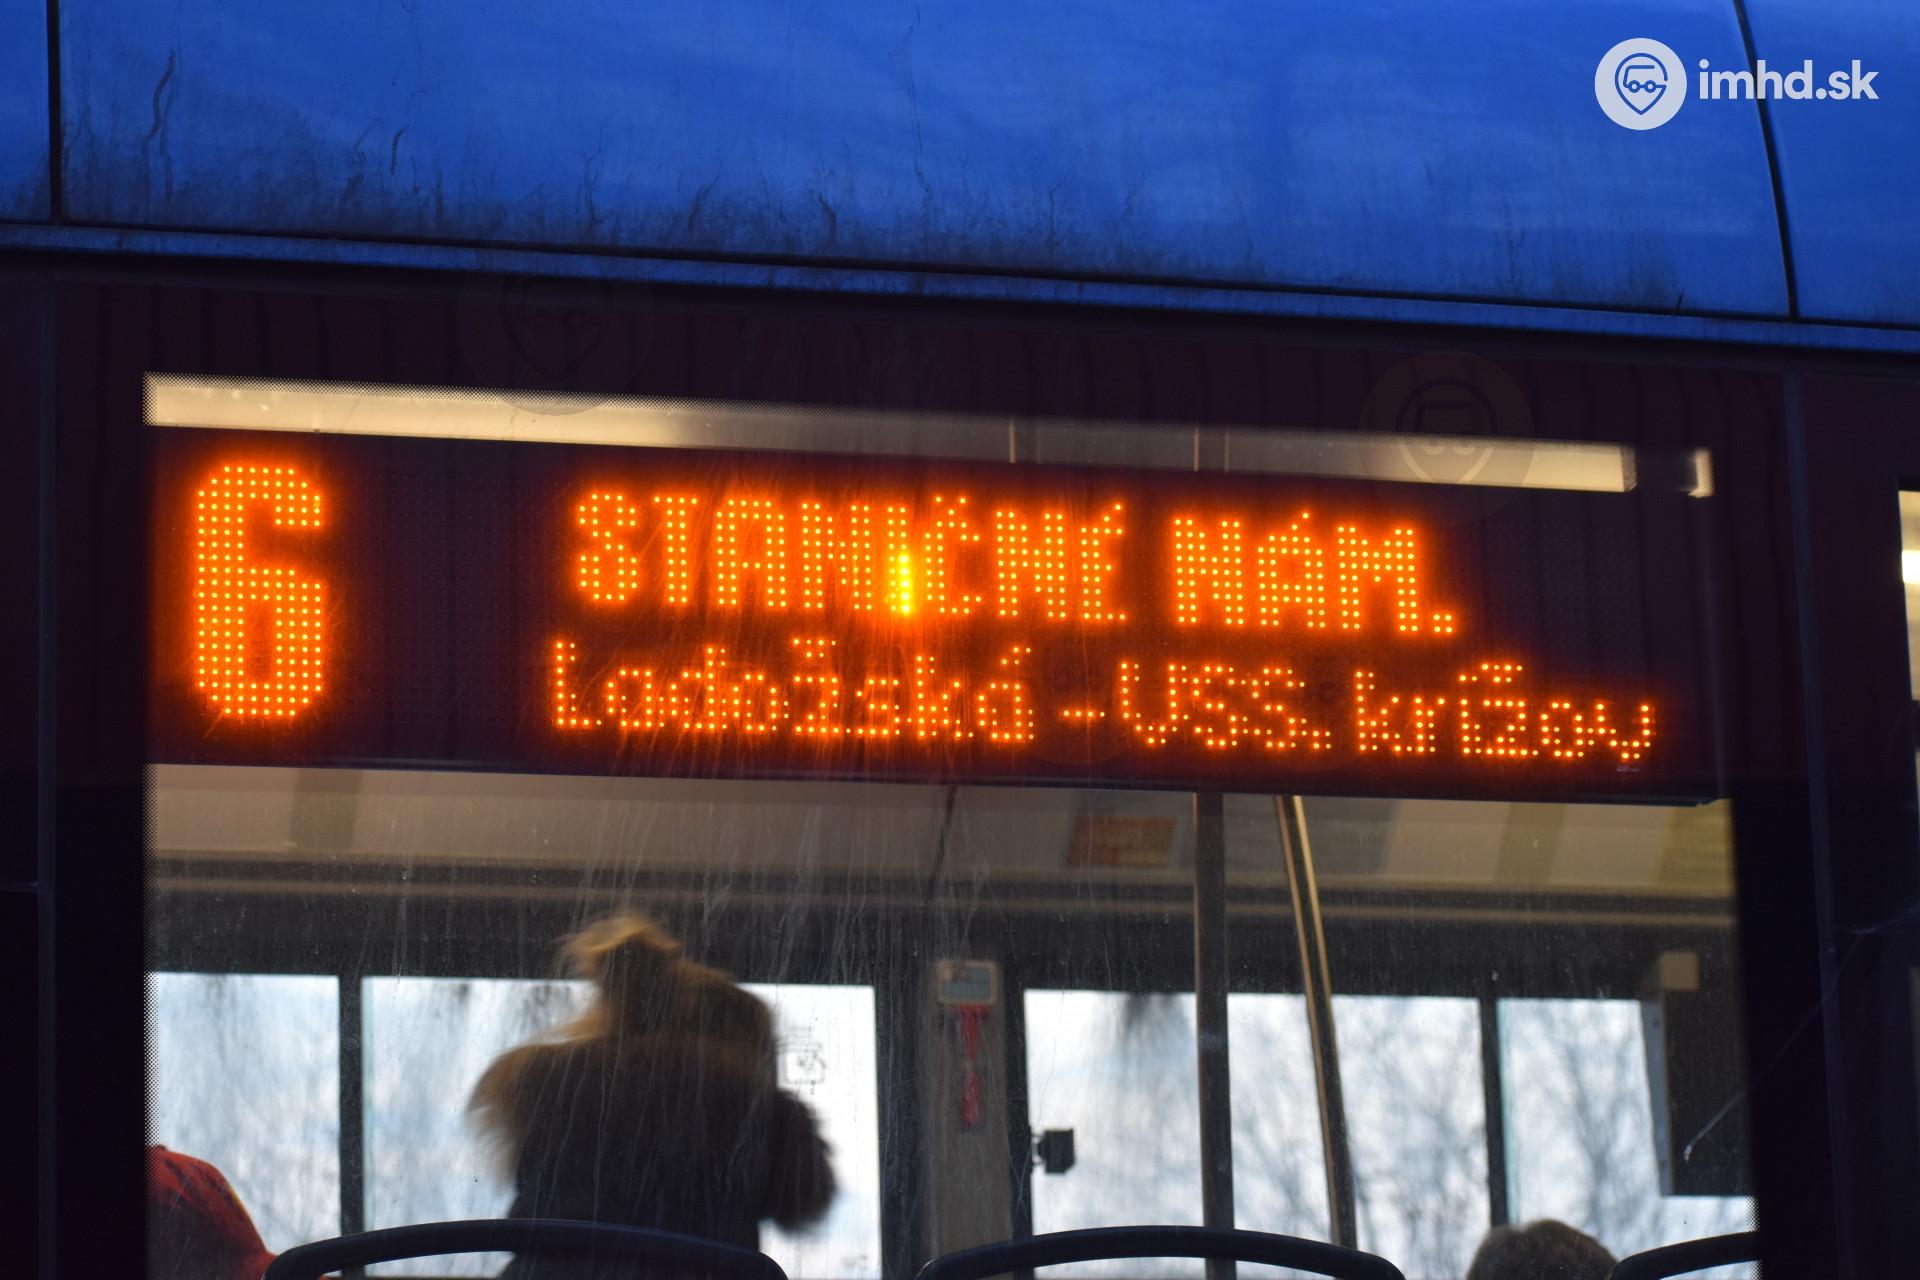 imhd.sk
6 STANIČNÉ NÁM.
Ladožská - VSS. križov